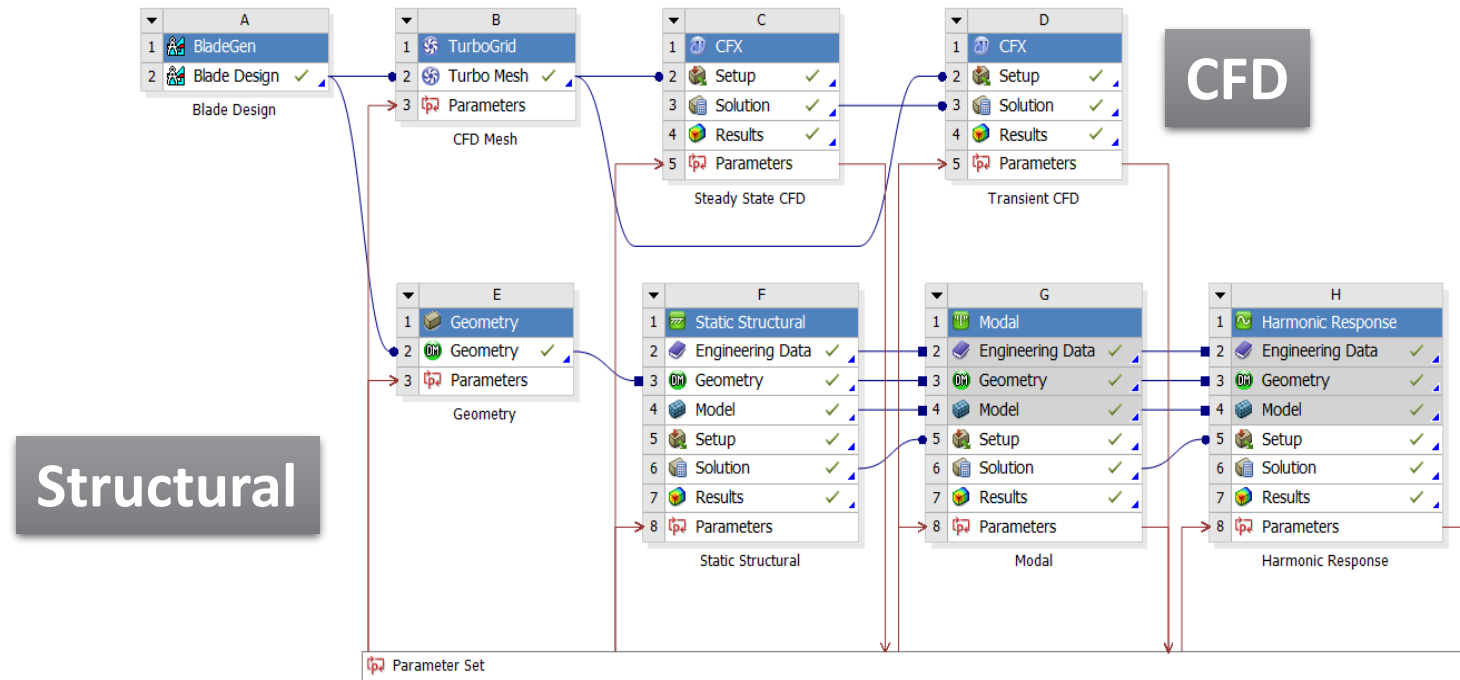 A
1 BladeGen
2 Blade Design
Blade Design
B
1 TurboGrid
2 Turbo Mesh
3 Parameters
CFD Mesh
C
1 CFX
2 Setup
3 Solution
4 Results
5 Parameters
Steady State CFD
D
1 CFX
2 Setup
3 Solution
4 Results
5 Parameters
Transient CFD
CFD
E
1 Geometry
2 DM Geometry
3 Parameters
Geometry
F
1 Static Structural
2 Engineering Data
3 DM Geometry
4 Model
5 Setup
6 Solution
7 Results
8 Parameters
Static Structural
G
1 Modal
2 Engineering Data
3 DM Geometry
4 Model
5 Setup
6 Solution
7 Results
8 Parameters
Modal
H
1 Harmonic Response
2 Engineering Data
3 DM Geometry
4 Model
5 Setup
6 Solution
7 Results
8 Parameters
Harmonic Response
Structural
Parameter Set